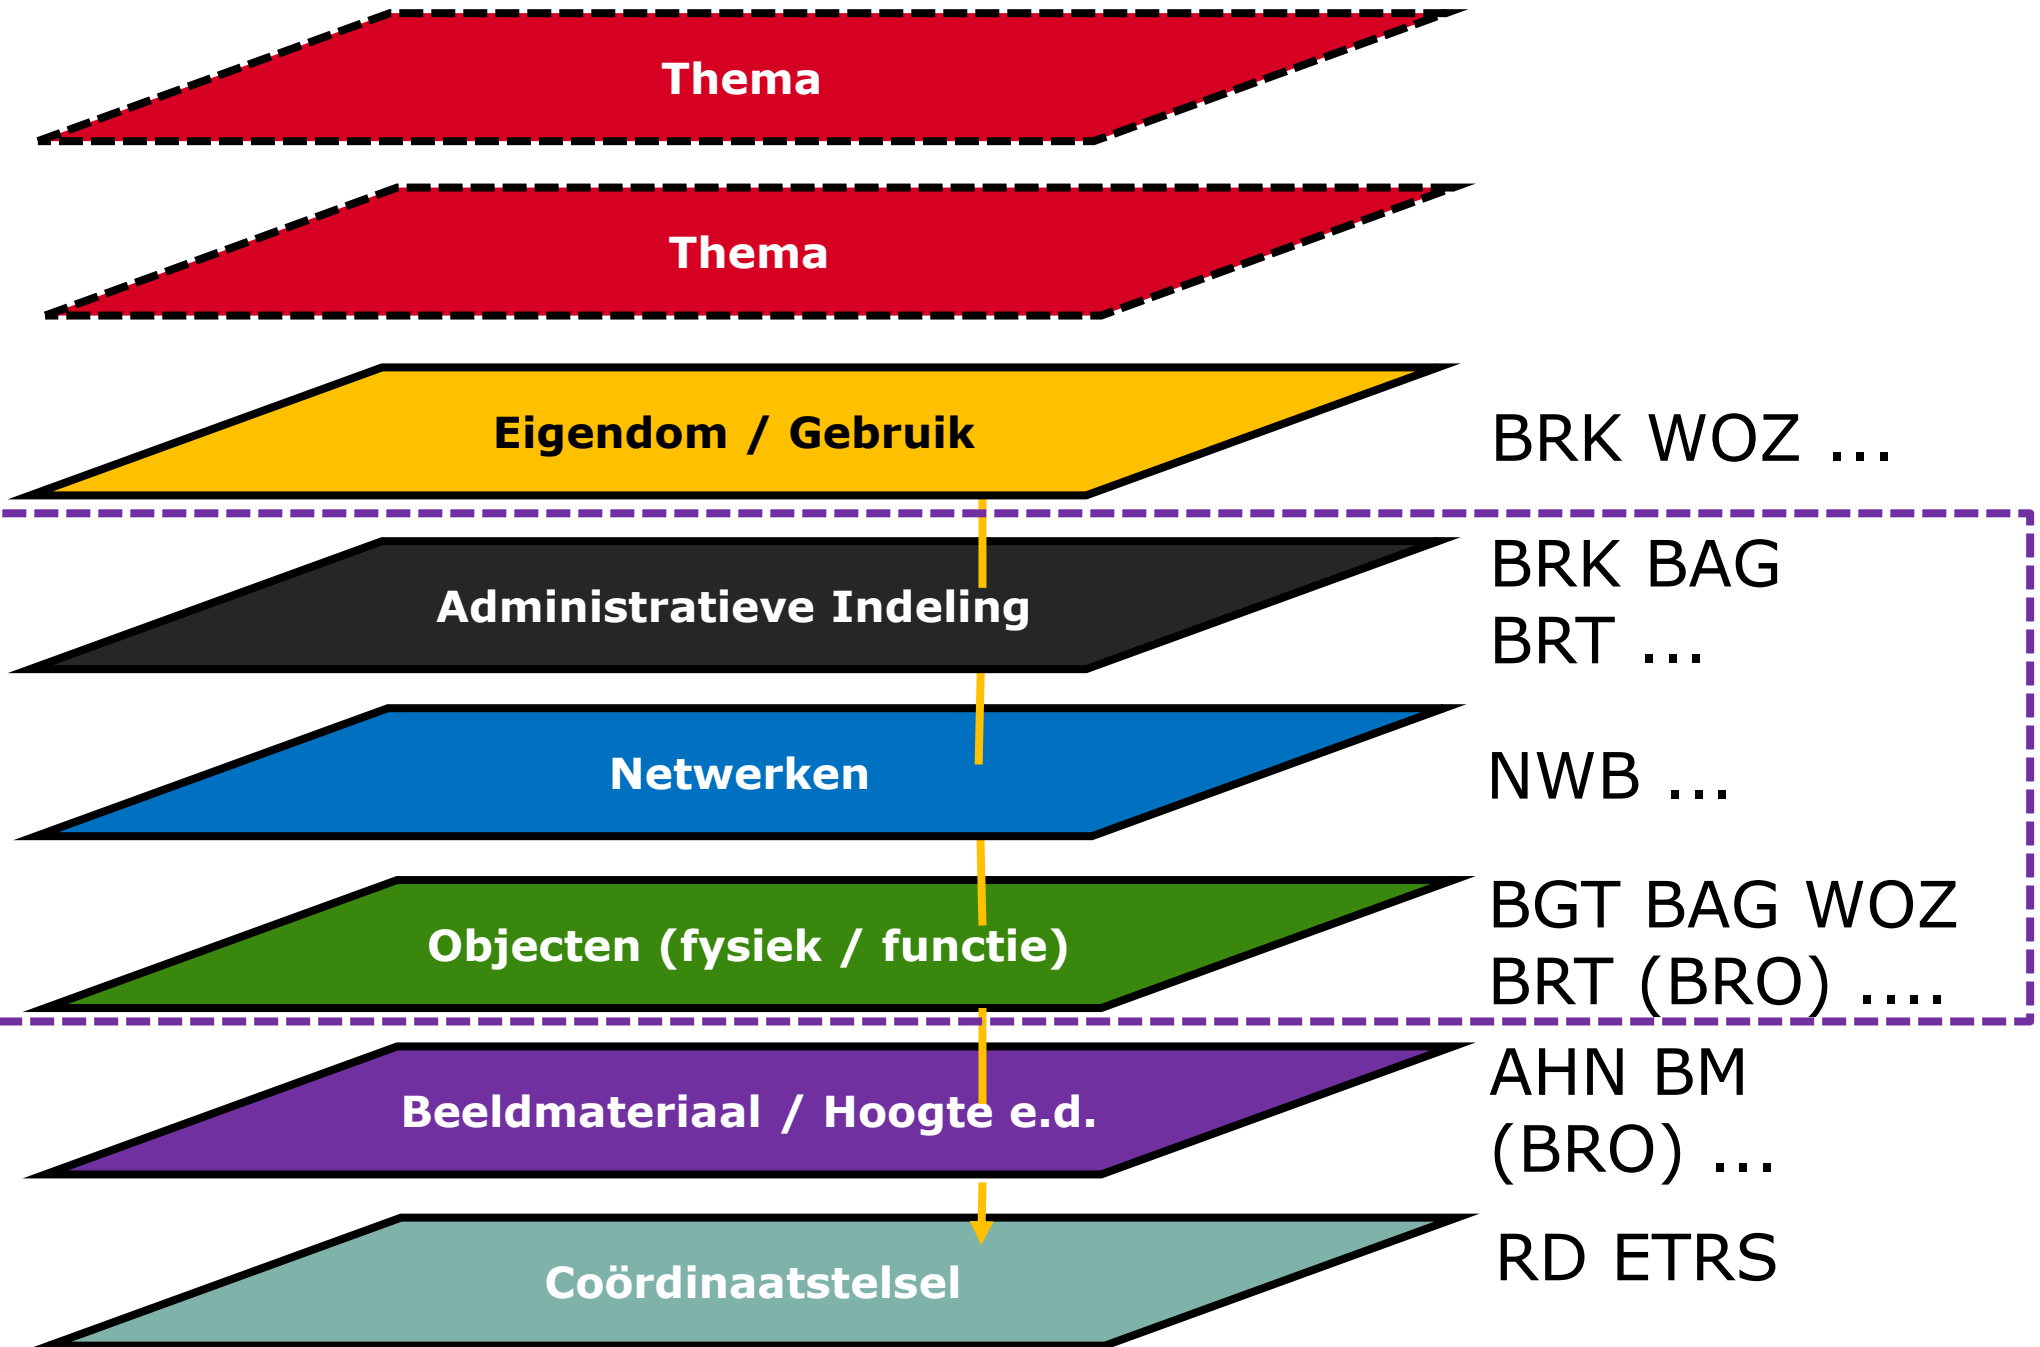 Thema
Thema
Eigendom / Gebruik
BRK WOZ ...
Administratieve Indeling
BRK BAG
BRT ...
Netwerken
NWB ...
Objecten (fysiek / functie)
BGT BAG WOZ
BRT (BRO) ....
Beeldmateriaal / Hoogte e.d.
AHN BM
(BRO) ...
Coördinaatstelsel
RD ETRS